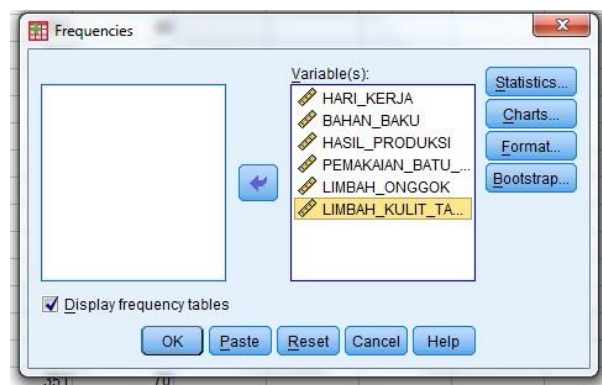 Frequencies
Variable(s):
HARI_KERJA
BAHAN_BAKU
HASIL_PRODUKSI
PEMAKAIAN_BATU_...
LIMBAH_ONGGOK
LIMBAH_KULIT_TA...
Statistics...
Charts...
Format...
Bootstrap...
Display frequency tables
OK Paste Reset Cancel Help
351 70